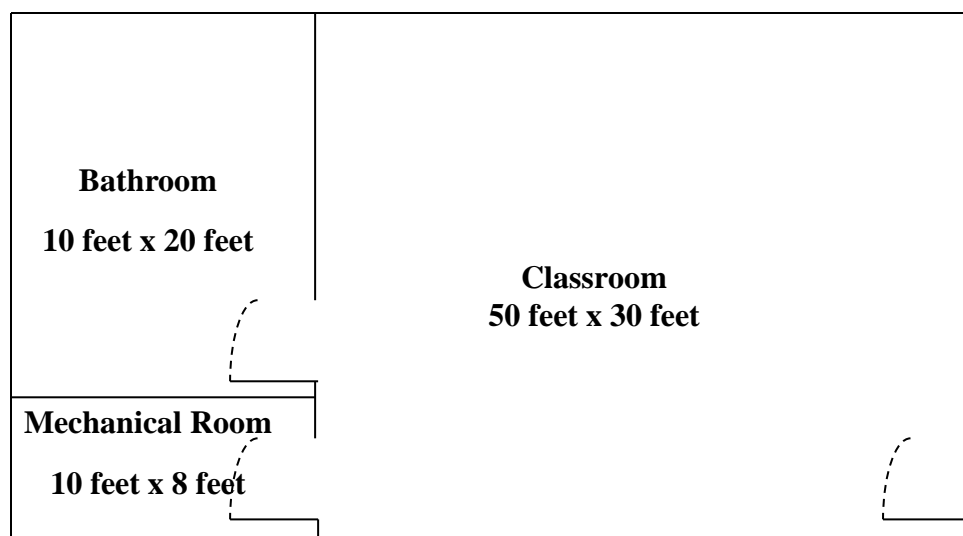 Bathroom
10 feet x 20 feet
Classroom
50 feet x 30 feet
Mechanical Room
10 feet x 8 feet